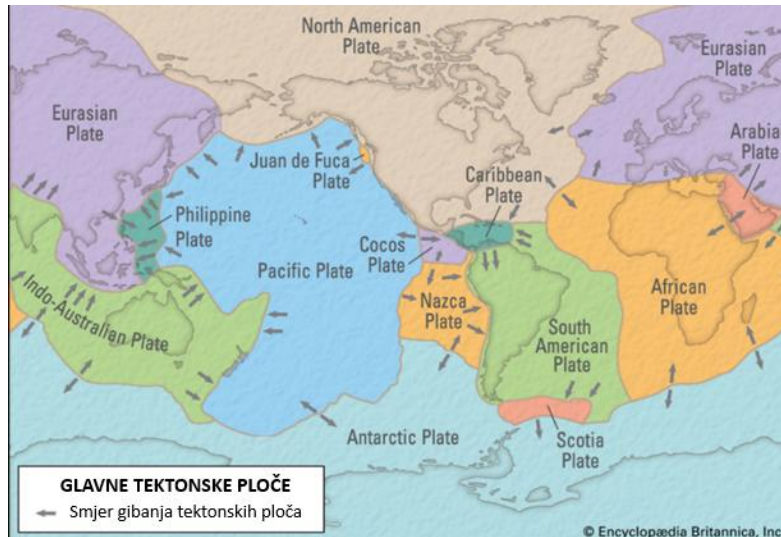 North American
Plate
Eurasian
Plate
Eurasian
Plate
Arabian
Plate
Juan de Fuca
Plate
Caribbean
Plate
Philippine
Plate
Cocos
Plate
Pacific Plate
African
Plate
Indo-Australian Plate
Nazca
Plate
South
American
Plate
Antarctic Plate
Scotia
Plate
GLAVNE TEKTONSKE PLOČE
Smjer gibanja tektonskih ploča
© Encyclopædia Britannica, Inc